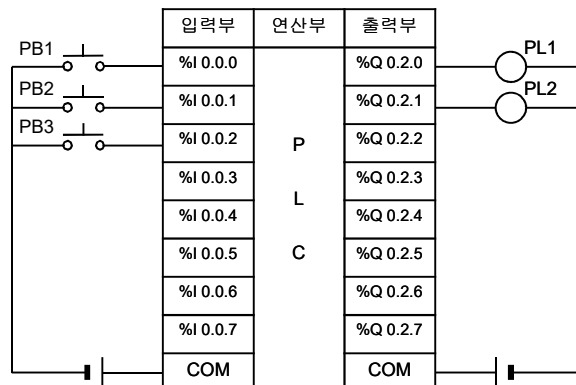 입력부 연산부 출력부
PB1 %I 0.0.0 %Q 0.2.0 PL1
PB2 %I 0.0.1 %Q 0.2.1 PL2
PB3 %I 0.0.2 P %Q 0.2.2
%I 0.0.3 %Q 0.2.3
%I 0.0.4 L %Q 0.2.4
%I 0.0.5 C %Q 0.2.5
%I 0.0.6 %Q 0.2.6
%I 0.0.7 %Q 0.2.7
COM COM